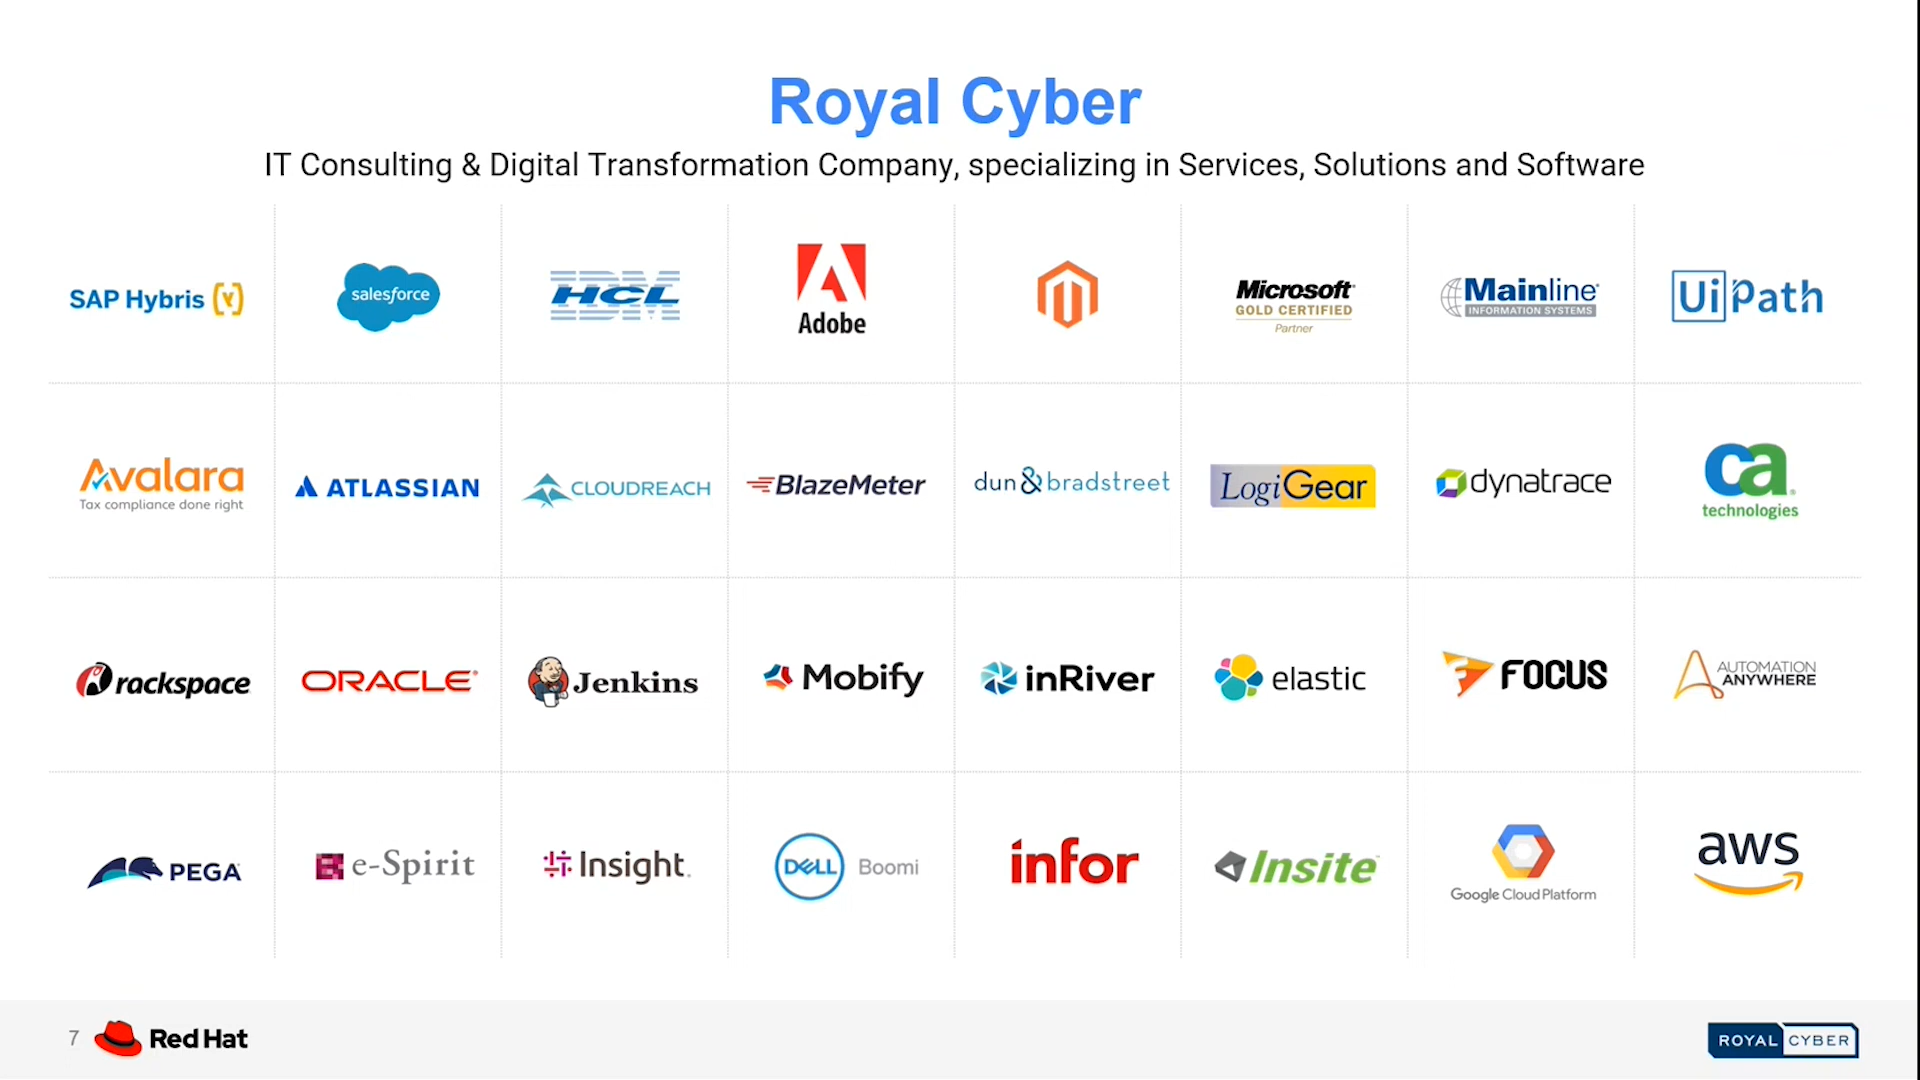 Royal Cyber
IT Consulting & Digital Transformation Company, specializing in Services, Solutions and Software
SAP Hybris
salesforce
IBM
HCL
Adobe
Microsoft
GOLD CERTIFIED
Partner
Mainline
INFORMATION SYSTEMS
UiPath
Avalara
Tax compliance done right
ATLASSIAN
CLOUDREACH
BlazeMeter
dun & bradstreet
LogiGear
dynatrace
ca
technologies
rackspace
ORACLE
Jenkins
Mobify
inRiver
elastic
FOCUS
AUTOMATION
ANYWHERE
PEGA
e-Spirit
Insight
DELL Boomi
infor
Insite
Google Cloud Platform
aws
7 Red Hat
ROYAL CYBER